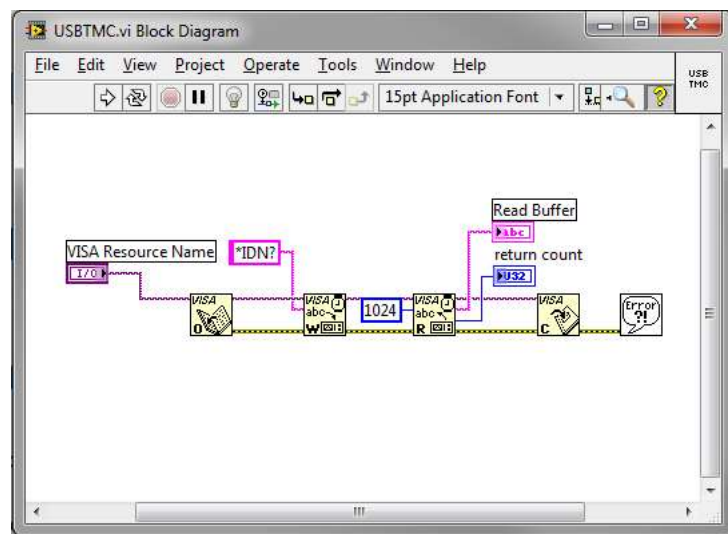 USBTMC.vi Block Diagram
File Edit View Project Operate Tools Window Help
USB
TMC
15pt Application Font
Read Buffer
abc
VISA Resource Name
*IDN?
return count
I/O
U32
VISA
O
VISA
abc
W
1024
VISA
abc
R
VISA
C
Error
?!